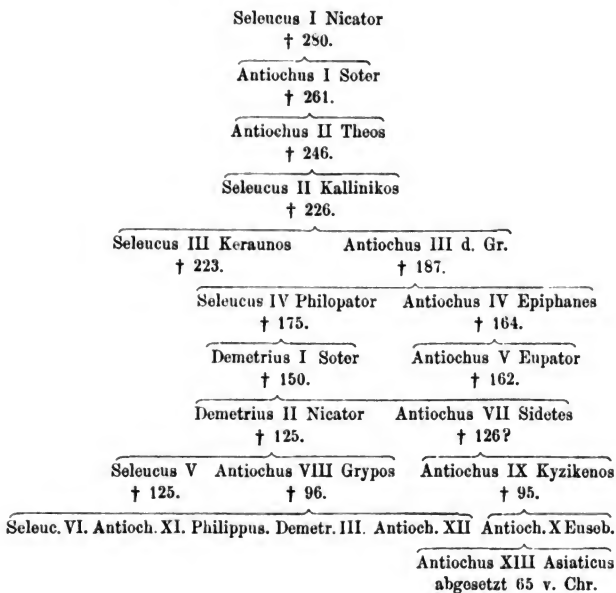 Seleucus I Nicator
† 280.
Antiochus I Soter
† 261.
Antiochus II Theos
† 246.
Seleucus II Kallinikos
† 226.
Seleucus III Keraunos Antiochus III d. Gr.
† 223. † 187.
Seleucus IV Philopator Antiochus IV Epiphanes
† 175. † 164.
Demetrius I Soter Antiochus V Eupator
† 150. † 162.
Demetrius II Nicator Antiochus VII Sidetes
† 125. † 126?
Seleucus V Antiochus VIII Grypos Antiochus IX Kyzikenos
† 125. † 96. † 95.
Seleuc. VI. Antioch. XI. Philippus. Demetr. III. Antioch. XII Antioch. X Euseb.
Antiochus XIII Asiaticus
abgesetzt 65 v. Chr.